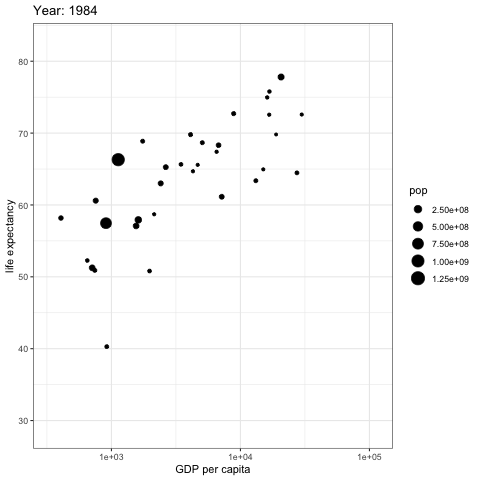 Year: 1984
80
70
60
50
40
30
life expectancy
1e+03
1e+04
1e+05
GDP per capita
pop
2.50e+08
5.00e+08
7.50e+08
1.00e+09
1.25e+09